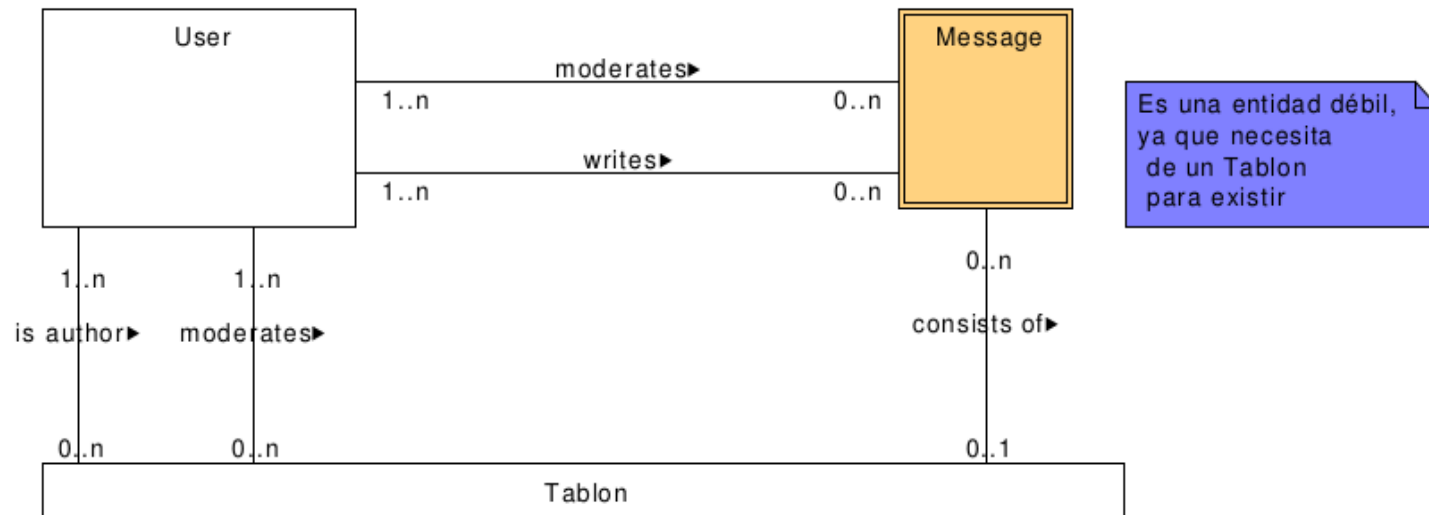 User
Message
moderates▶
1..n
0..n
writes▶
1..n
0..n
Es una entidad débil,
ya que necesita
de un Tablon
para existir
1..n
1..n
0..n
is author▶
moderates▶
consists of▶
0..n
0..n
0..1
Tablon